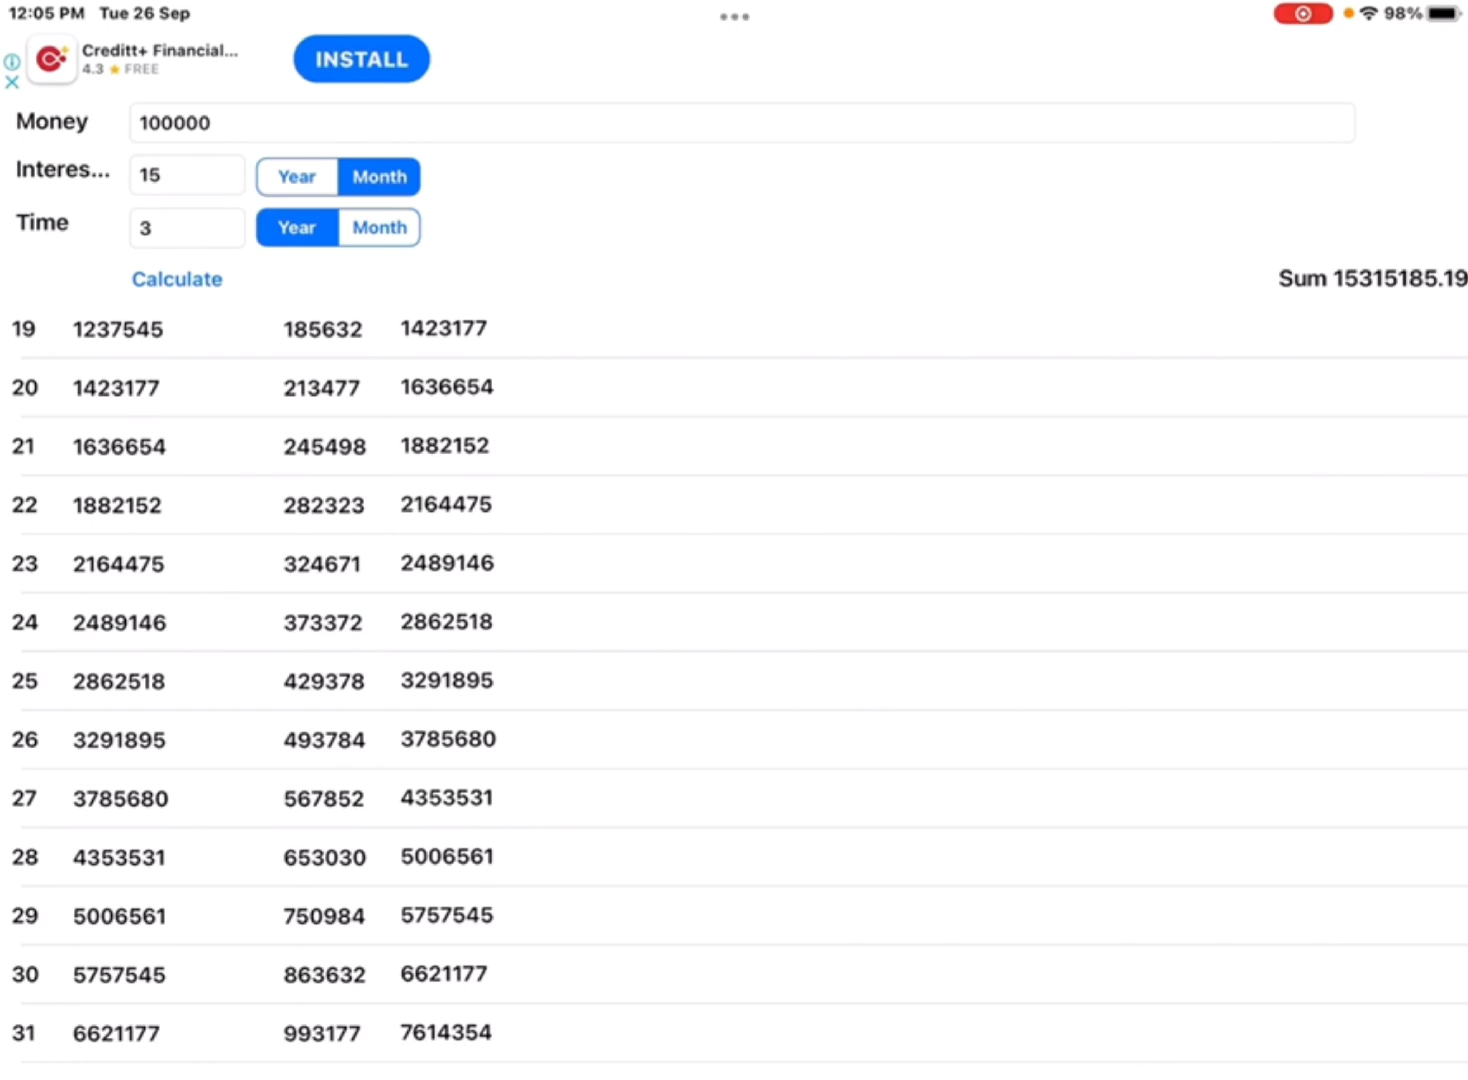 12:05 PM Tue 26 Sep
98%
Creditt+ Financial...
4.3 ★ FREE
INSTALL
Money 100000
Interes... 15 Year Month
Time 3 Year Month
Calculate Sum 15315185.19
19 1237545 185632 1423177
20 1423177 213477 1636654
21 1636654 245498 1882152
22 1882152 282323 2164475
23 2164475 324671 2489146
24 2489146 373372 2862518
25 2862518 429378 3291895
26 3291895 493784 3785680
27 3785680 567852 4353531
28 4353531 653030 5006561
29 5006561 750984 5757545
30 5757545 863632 6621177
31 6621177 993177 7614354